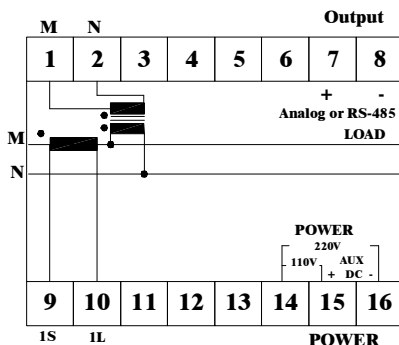 Output
M N
1 2 3 4 5 6 7 8
+ -
Analog or RS-485
M LOAD
N
POWER
220V
110V AUX
+ DC -
9 10 11 12 13 14 15 16
1S 1L POWER